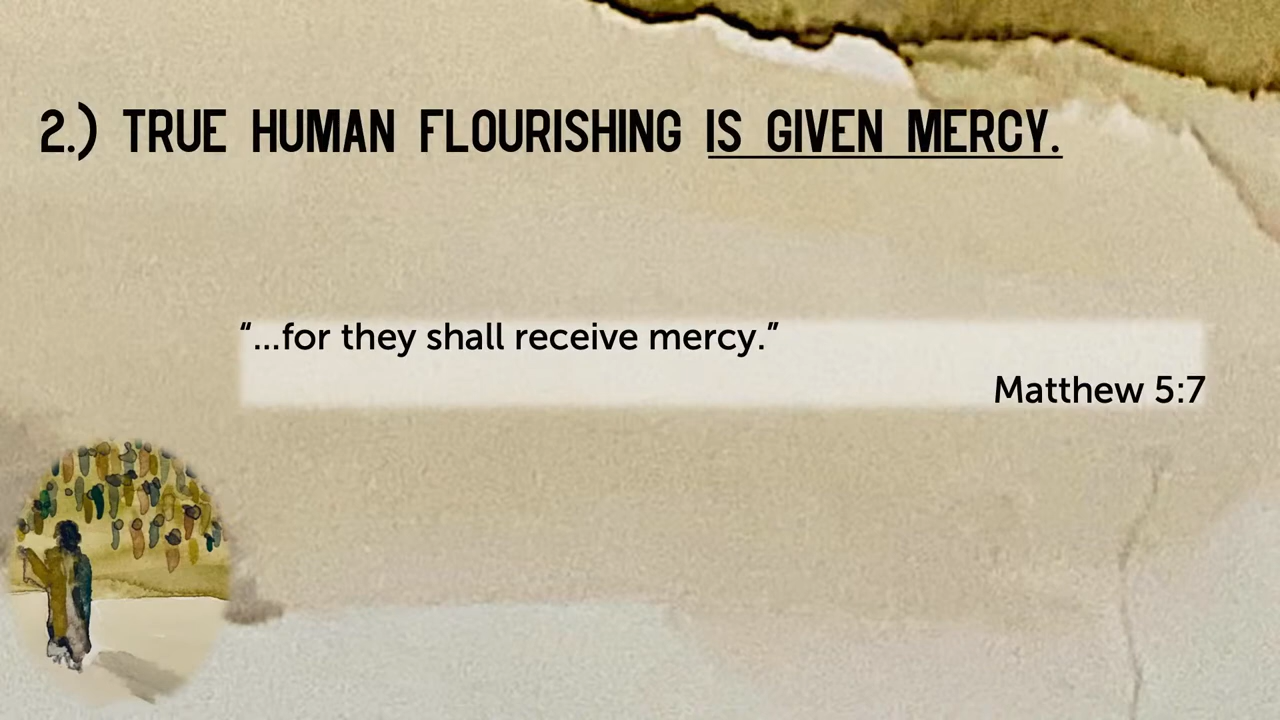 2.) TRUE HUMAN FLOURISHING IS GIVEN MERCY.
“...for they shall receive mercy.”
Matthew 5:7